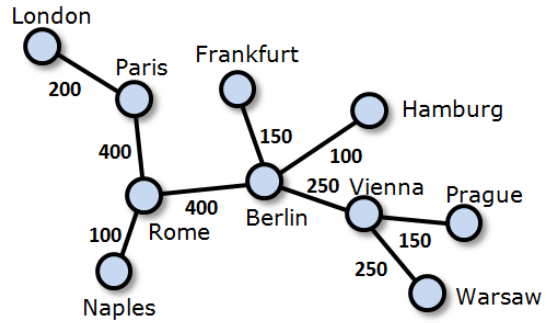 London
Paris
Frankfurt
200
Hamburg
150
400
100
250
Vienna
Prague
400
Berlin
100
Rome
150
250
Naples
Warsaw